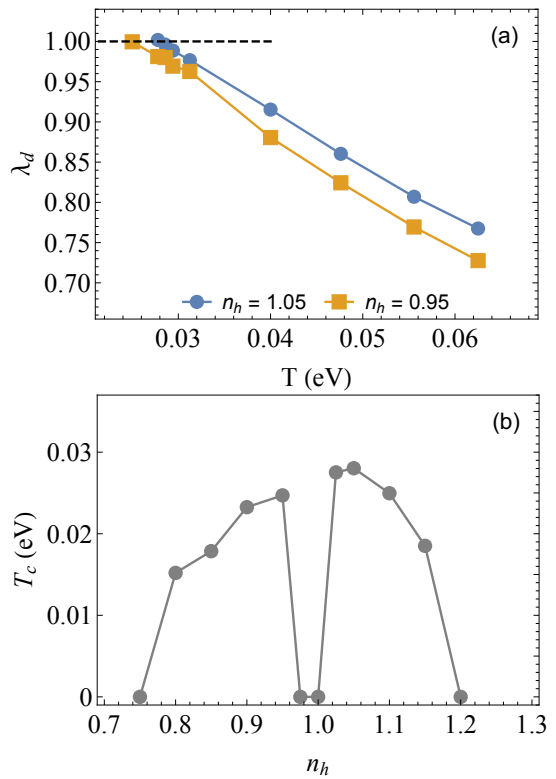 (a)
1.00
0.95
0.90
0.85
0.80
0.75
0.70
λd
nh = 1.05 nh = 0.95
0.03 0.04 0.05 0.06
T (eV)
(b)
0.03
0.02
0.01
0
Tc (eV)
0.7 0.8 0.9 1.0 1.1 1.2 1.3
nh